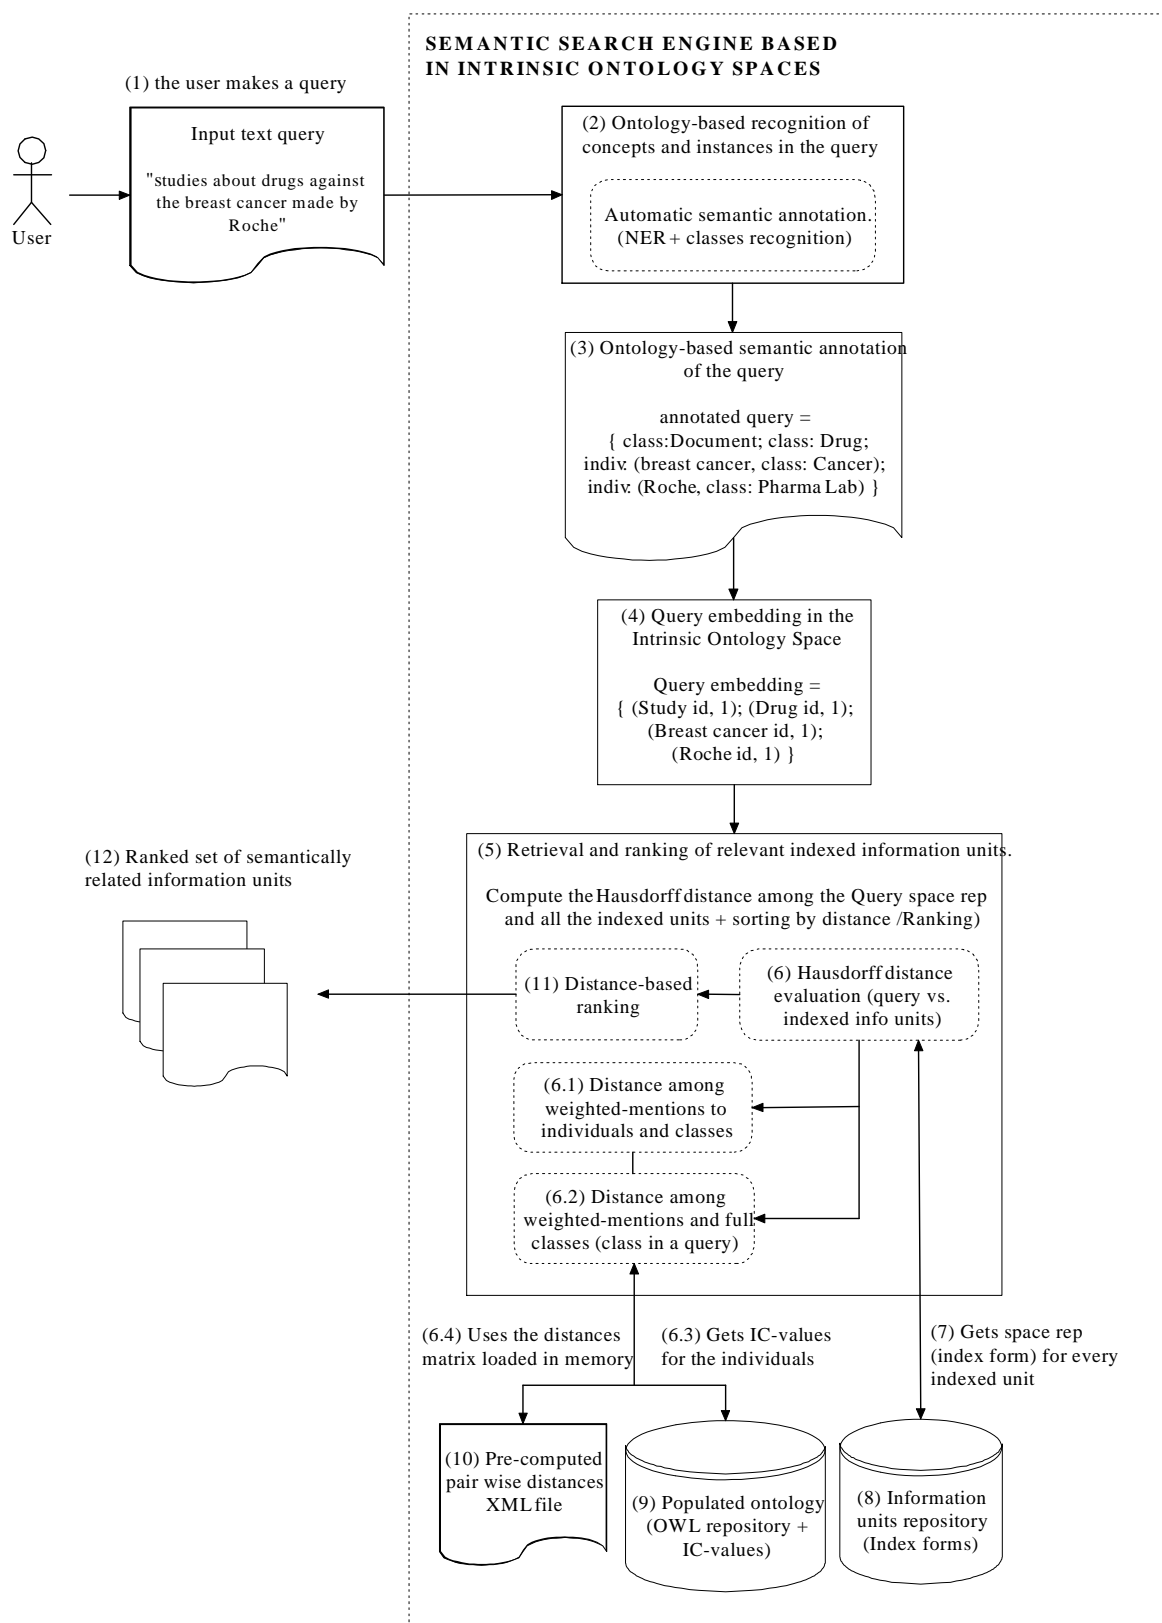 SEMANTIC SEARCH ENGINE BASED
IN INTRINSIC ONTOLOGY SPACES
(1) the user makes a query
Input text query
"studies about drugs against
the breast cancer made by
Roche"
User
(2) Ontology-based recognition of
concepts and instances in the query
Automatic semantic annotation.
(NER + classes recognition)
(3) Ontology-based semantic annotation
of the query
annotated query =
{ class:Document; class: Drug;
indiv: (breast cancer, class: Cancer);
indiv: (Roche, class: Pharma Lab) }
(4) Query embedding in the
Intrinsic Ontology Space
Query embedding =
{ (Study id, 1); (Drug id, 1);
(Breast cancer id, 1);
(Roche id, 1) }
(5) Retrieval and ranking of relevant indexed information units.
Compute the Hausdorff distance among the Query space rep
and all the indexed units + sorting by distance /Ranking)
(12) Ranked set of semantically
related information units
(11) Distance-based
ranking
(6) Hausdorff distance
evaluation (query vs.
indexed info units)
(6.1) Distance among
weighted-mentions to
individuals and classes
(6.2) Distance among
weighted-mentions and full
classes (class in a query)
(6.4) Uses the distances
matrix loaded in memory
(6.3) Gets IC-values
for the individuals
(7) Gets space rep
(index form) for every
indexed unit
(10) Pre-computed
pair wise distances
XML file
(9) Populated ontology
(OWL repository +
IC-values)
(8) Information
units repository
(Index forms)